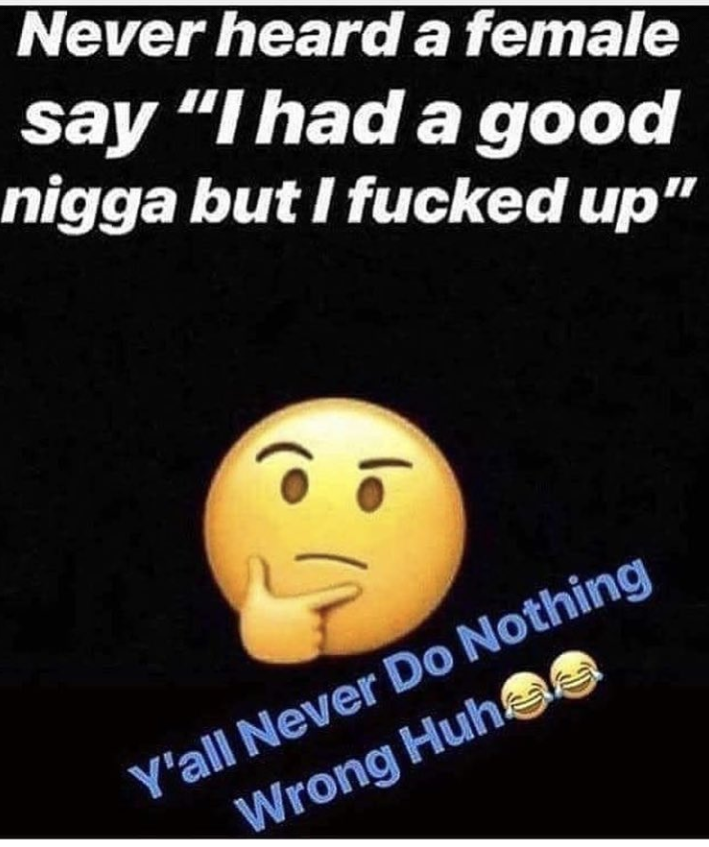 Never heard a female
say "I had a good
nigga but I fucked up"
Y'all Never Do Nothing
Wrong Huh😂😂